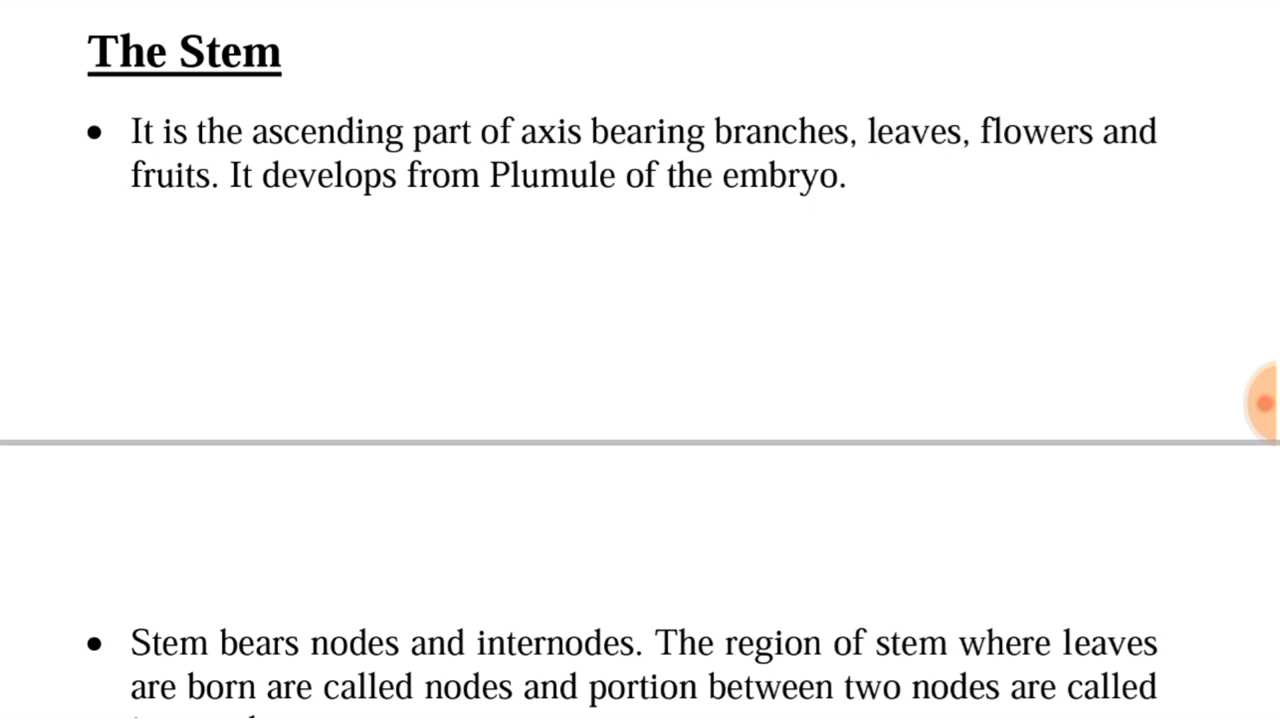 The Stem
• It is the ascending part of axis bearing branches, leaves, flowers and
fruits. It develops from Plumule of the embryo.
• Stem bears nodes and internodes. The region of stem where leaves
are born are called nodes and portion between two nodes are called